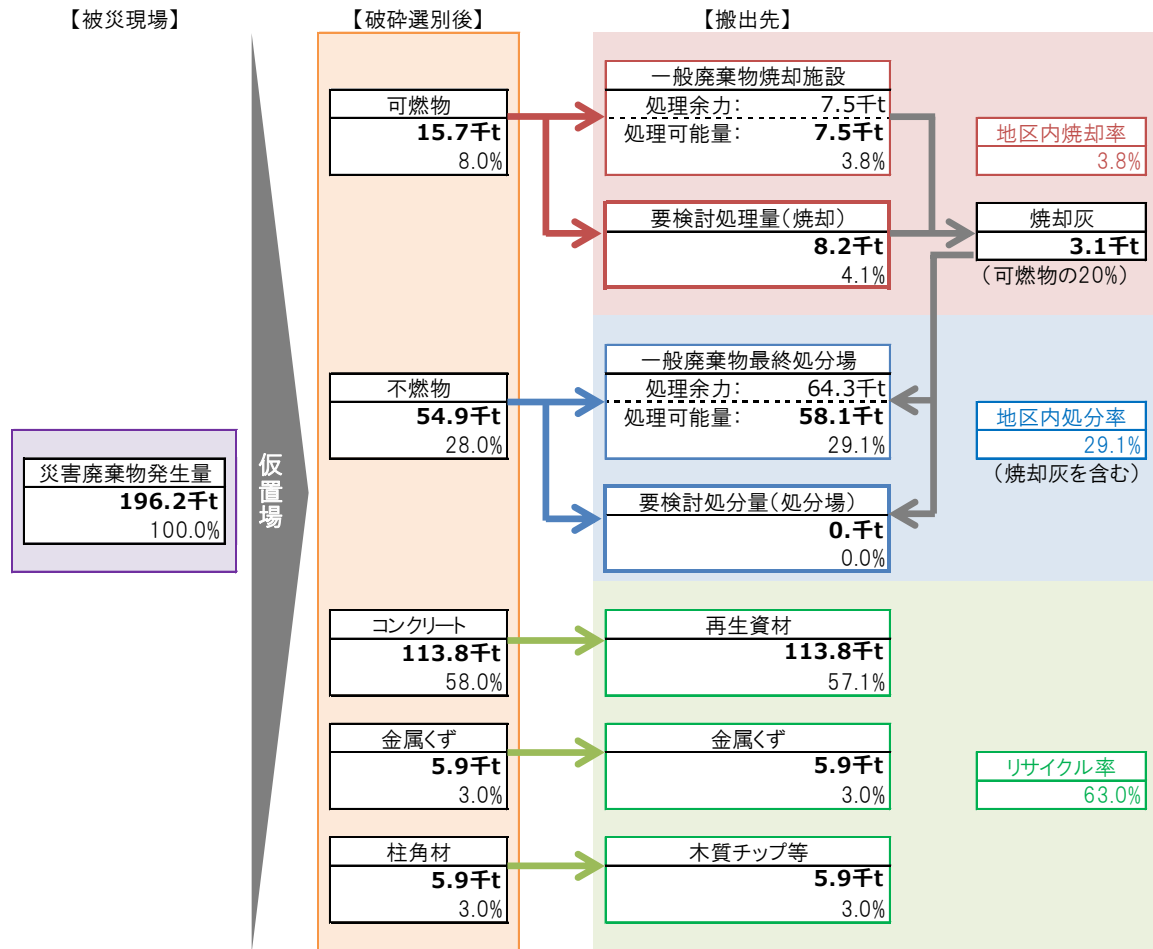 【被災現場】
【破砕選別後】
【搬出先】
災害廃棄物発生量
196.2千t
100.0%
仮置場
可燃物
15.7千t
8.0%
不燃物
54.9千t
28.0%
コンクリート
113.8千t
58.0%
金属くず
5.9千t
3.0%
柱角材
5.9千t
3.0%
一般廃棄物焼却施設
処理余力： 7.5千t
処理可能量： 7.5千t
3.8%
要検討処理量（焼却）
8.2千t
4.1%
一般廃棄物最終処分場
処理余力： 64.3千t
処理可能量： 58.1千t
29.1%
要検討処分量（処分場）
0.千t
0.0%
再生資材
113.8千t
57.1%
金属くず
5.9千t
3.0%
木質チップ等
5.9千t
3.0%
地区内焼却率
3.8%
焼却灰
3.1千t
（可燃物の20%）
地区内処分率
29.1%
（焼却灰を含む）
リサイクル率
63.0%